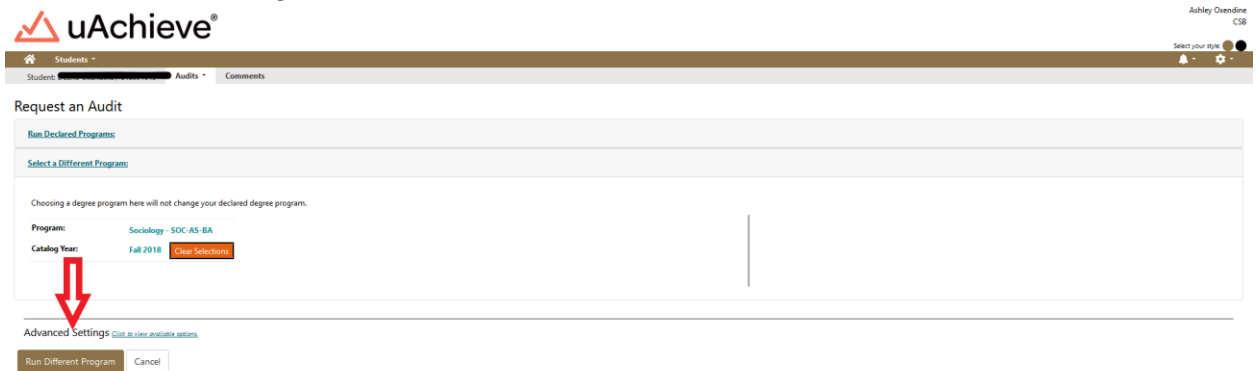 uAchieve®
Ashley Oxendine
CSB
Select your style:
Students
Student: Audits Comments
Request an Audit
Run Declared Programs:
Select a Different Program:
Choosing a degree program here will not change your declared degree program.
Program: Sociology - SOC-AS-BA
Catalog Year: Fall 2018 Clear Selections
Advanced Settings Click to view available options.
Run Different Program Cancel